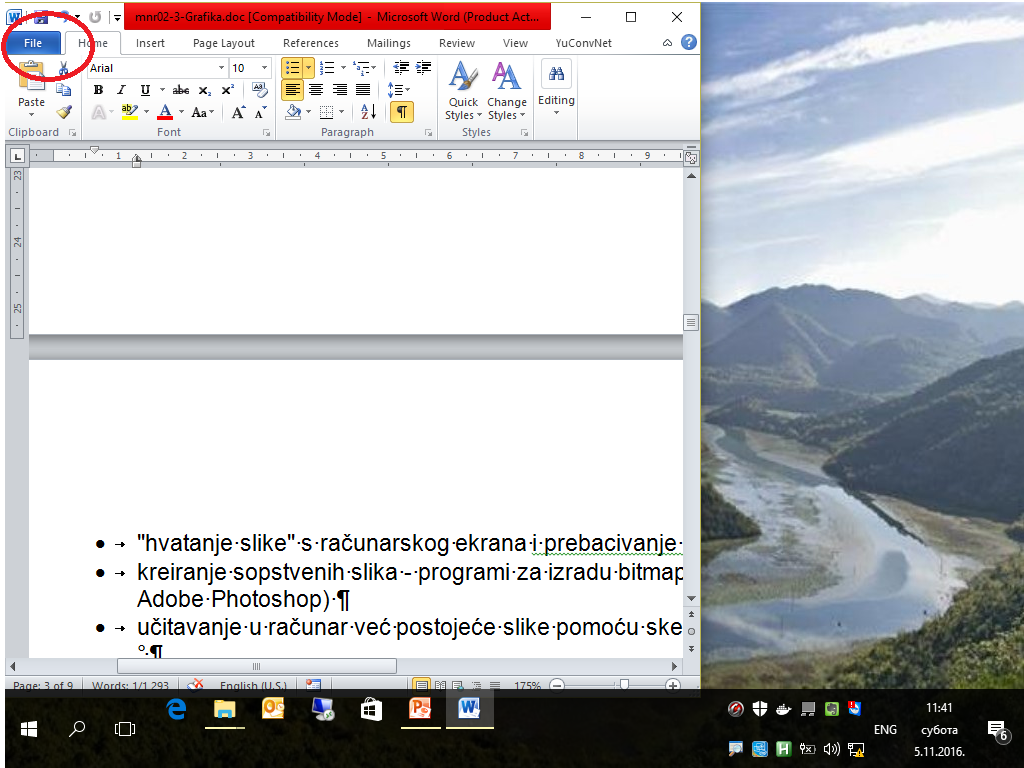 mnr02-3-Grafika.doc [Compatibility Mode] - Microsoft Word (Product Act...
File Home Insert Page Layout References Mailings Review View YuConvNet
Arial 10
Paste
B I U abc x₂ x² Aa A A
Quick Styles Change Styles Editing
Clipboard Font Paragraph Styles
1 2 3 4 5 6 7 8 9
23
24
25
• "hvatanje·slike"·s·računarskog·ekrana·i·prebacivanje·
• kreiranje·sopstvenih·slika·-·programi·za·izradu·bitmap
Adobe·Photoshop)·¶
• učitavanje·u·računar·već·postojeće·slike·pomoću·ske
°·¶
Page: 3 of 9 Words: 1/1.293 English (U.S.) 175%
11:41
ENG субота
5.11.2016.
6